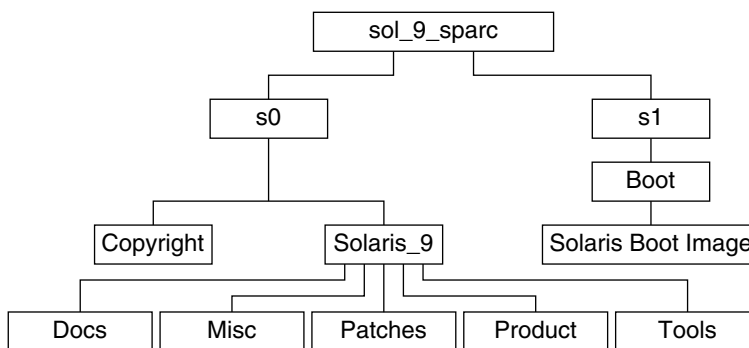 sol_9_sparc
s0
s1
Boot
Copyright
Solaris_9
Solaris Boot Image
Docs
Misc
Patches
Product
Tools